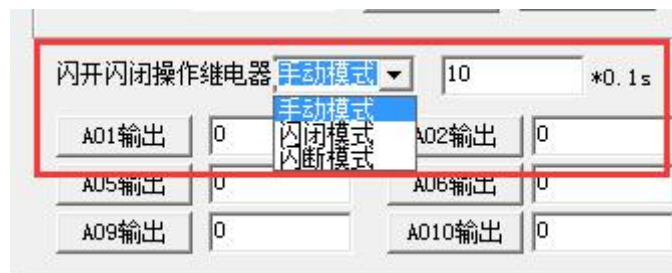 闪开闪闭操作继电器 手动模式 10 *0.1s
手动模式
闪闭模式
闪断模式
A01输出 0 A02输出 0
A05输出 0 A06输出 0
A09输出 0 A010输出 0